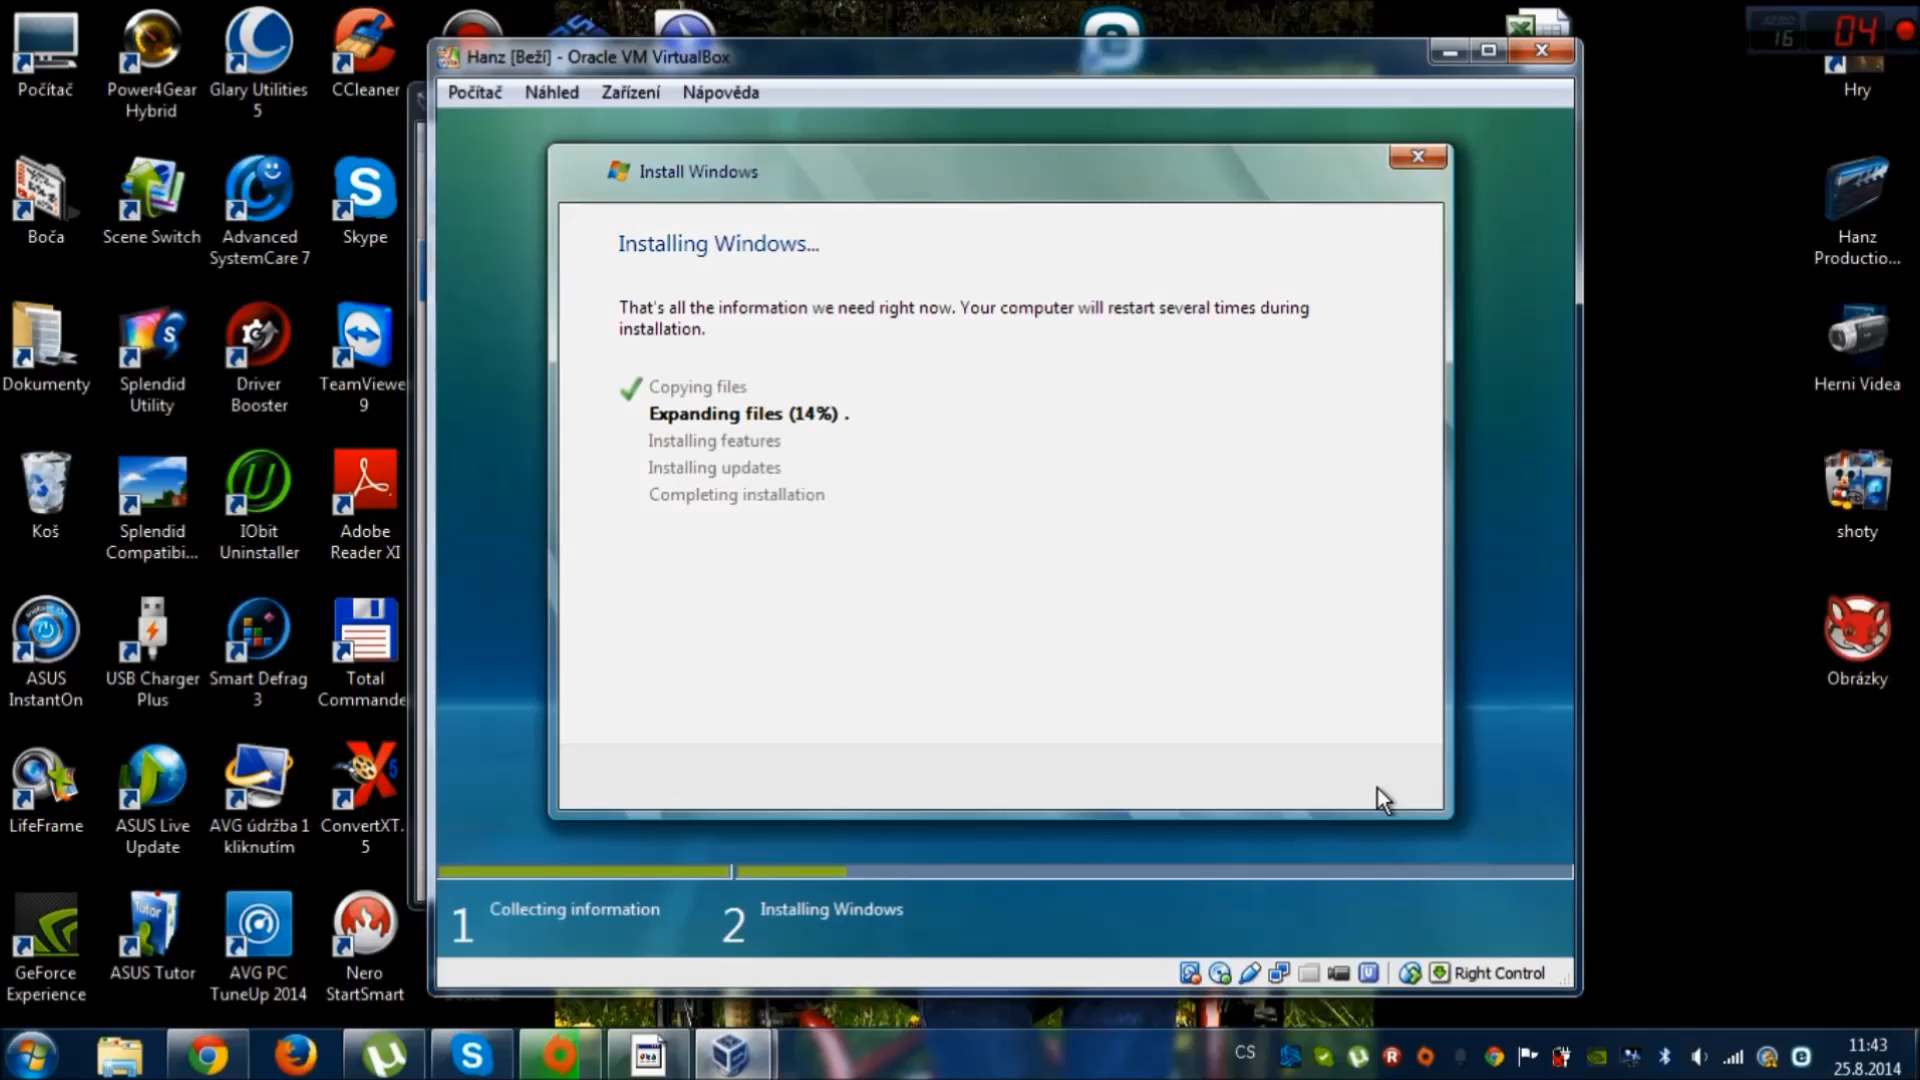 Počítač
Power4Gear
Hybrid
Glary Utilities
5
CCleaner
Boča
Scene Switch
Advanced
SystemCare 7
Skype
Dokumenty
Splendid
Utility
Driver
Booster
TeamViewe
9
Koš
Splendid
Compatibi...
IObit
Uninstaller
Adobe
Reader XI
ASUS
InstantOn
USB Charger
Plus
Smart Defrag
3
Total
Commande
LifeFrame
ASUS Live
Update
AVG údržba 1
kliknutím
ConvertXT.
5
GeForce
Experience
ASUS Tutor
AVG PC
TuneUp 2014
Nero
StartSmart
Hanz [Beží] - Oracle VM VirtualBox
Počítač Náhled Zařízení Nápověda
Install Windows
Installing Windows...
That's all the information we need right now. Your computer will restart several times during
installation.
Copying files
Expanding files (14%) .
Installing features
Installing updates
Completing installation
1 Collecting information
2 Installing Windows
Right Control
16
04
Hry
Hanz
Productio...
Herni Videa
shoty
Obrázky
CS
11:43
25.8.2014